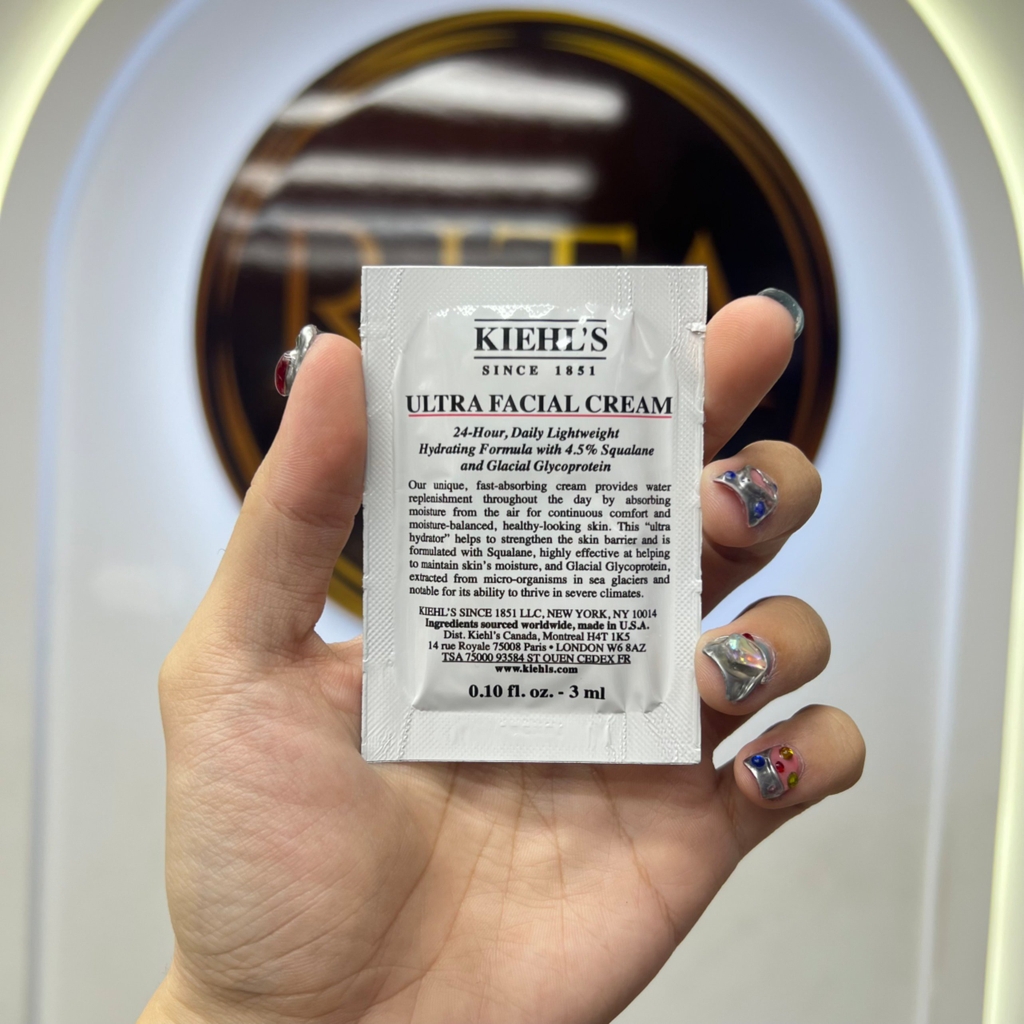 RITA
KIEHL'S
SINCE 1851
ULTRA FACIAL CREAM
24-Hour, Daily Lightweight
Hydrating Formula with 4.5% Squalane
and Glacial Glycoprotein
Our unique, fast-absorbing cream provides water
replenishment throughout the day by absorbing
moisture from the air for continuous comfort and
moisture-balanced, healthy-looking skin. This "ultra
hydrator" helps to strengthen the skin barrier and is
formulated with Squalane, highly effective at helping
to maintain skin's moisture, and Glacial Glycoprotein,
extracted from micro-organisms in sea glaciers and
notable for its ability to thrive in severe climates.
KIEHL'S SINCE 1851 LLC, NEW YORK, NY 10014
Ingredients sourced worldwide, made in U.S.A.
Dist. Kiehl's Canada, Montreal H4T 1K5
14 rue Royale 75008 Paris • LONDON W6 8AZ
TSA 75000 93584 ST OUEN CEDEX FR
www.kiehls.com
0.10 fl. oz. - 3 ml